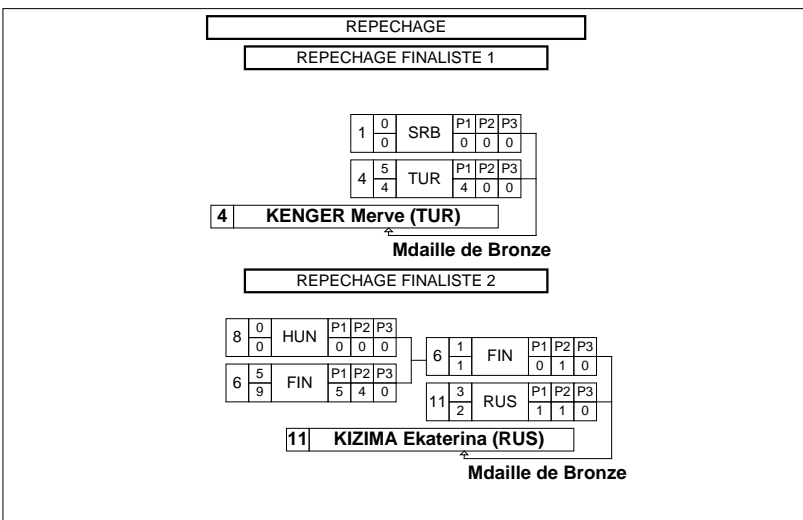 REPECHAGE
REPECHAGE FINALISTE 1
1 0 0 SRB P1 P2 P3 0 0 0
4 5 4 TUR P1 P2 P3 4 0 0
4 KENGER Merve (TUR)
Mdaille de Bronze
REPECHAGE FINALISTE 2
8 0 0 HUN P1 P2 P3 0 0 0
6 1 1 FIN P1 P2 P3 0 1 0
6 5 9 FIN P1 P2 P3 5 4 0
11 3 2 RUS P1 P2 P3 1 1 0
11 KIZIMA Ekaterina (RUS)
Mdaille de Bronze